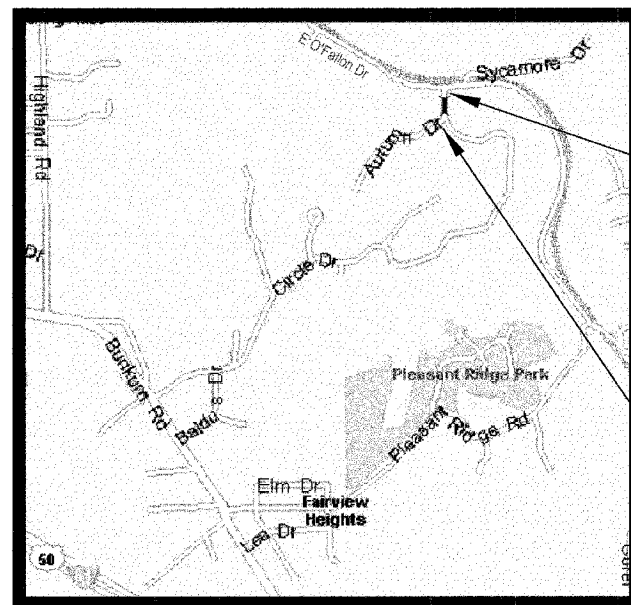 E O'Fallon Dr
Sycamore Dr
Highland Rd
Autumn Dr
Dr
Circle Dr
Bunkum Rd
Pleasant Ridge Park
Pleasant Ridge Rd
Elm Dr
Fairview
Heights
Lea Dr
50